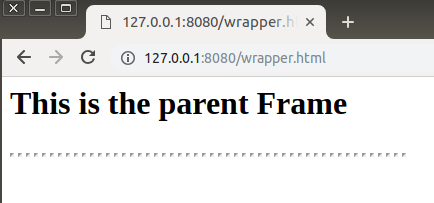 127.0.0.1:8080/wrapper.h
127.0.0.1:8080/wrapper.html
This is the parent Frame